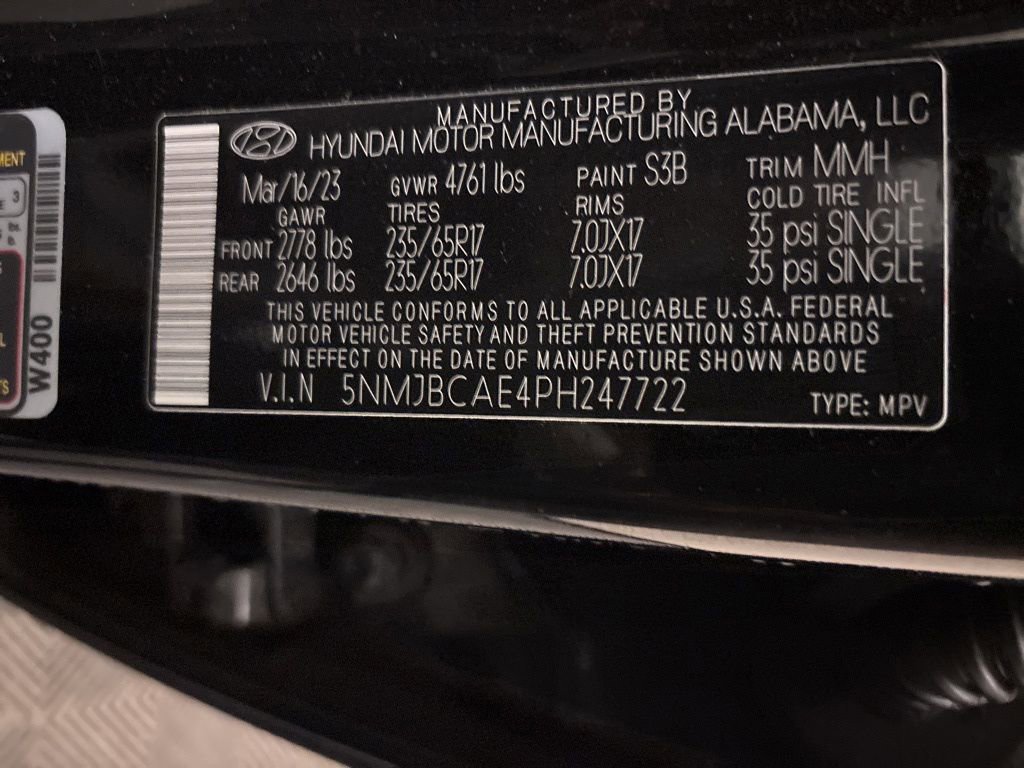 MANUFACTURED BY
HYUNDAI MOTOR MANUFACTURING ALABAMA, LLC
Mar/16/23 GVWR 4761 lbs PAINT S3B TRIM MMH
GAWR TIRES RIMS COLD TIRE INFL
FRONT 2778 lbs 235/65R17 7.0JX17 35 psi SINGLE
REAR 2646 lbs 235/65R17 7.0JX17 35 psi SINGLE
THIS VEHICLE CONFORMS TO ALL APPLICABLE U.S.A. FEDERAL
MOTOR VEHICLE SAFETY AND THEFT PREVENTION STANDARDS
IN EFFECT ON THE DATE OF MANUFACTURE SHOWN ABOVE
V.I.N 5NMJBCAE4PH247722
TYPE: MPV
MENT
3
W400